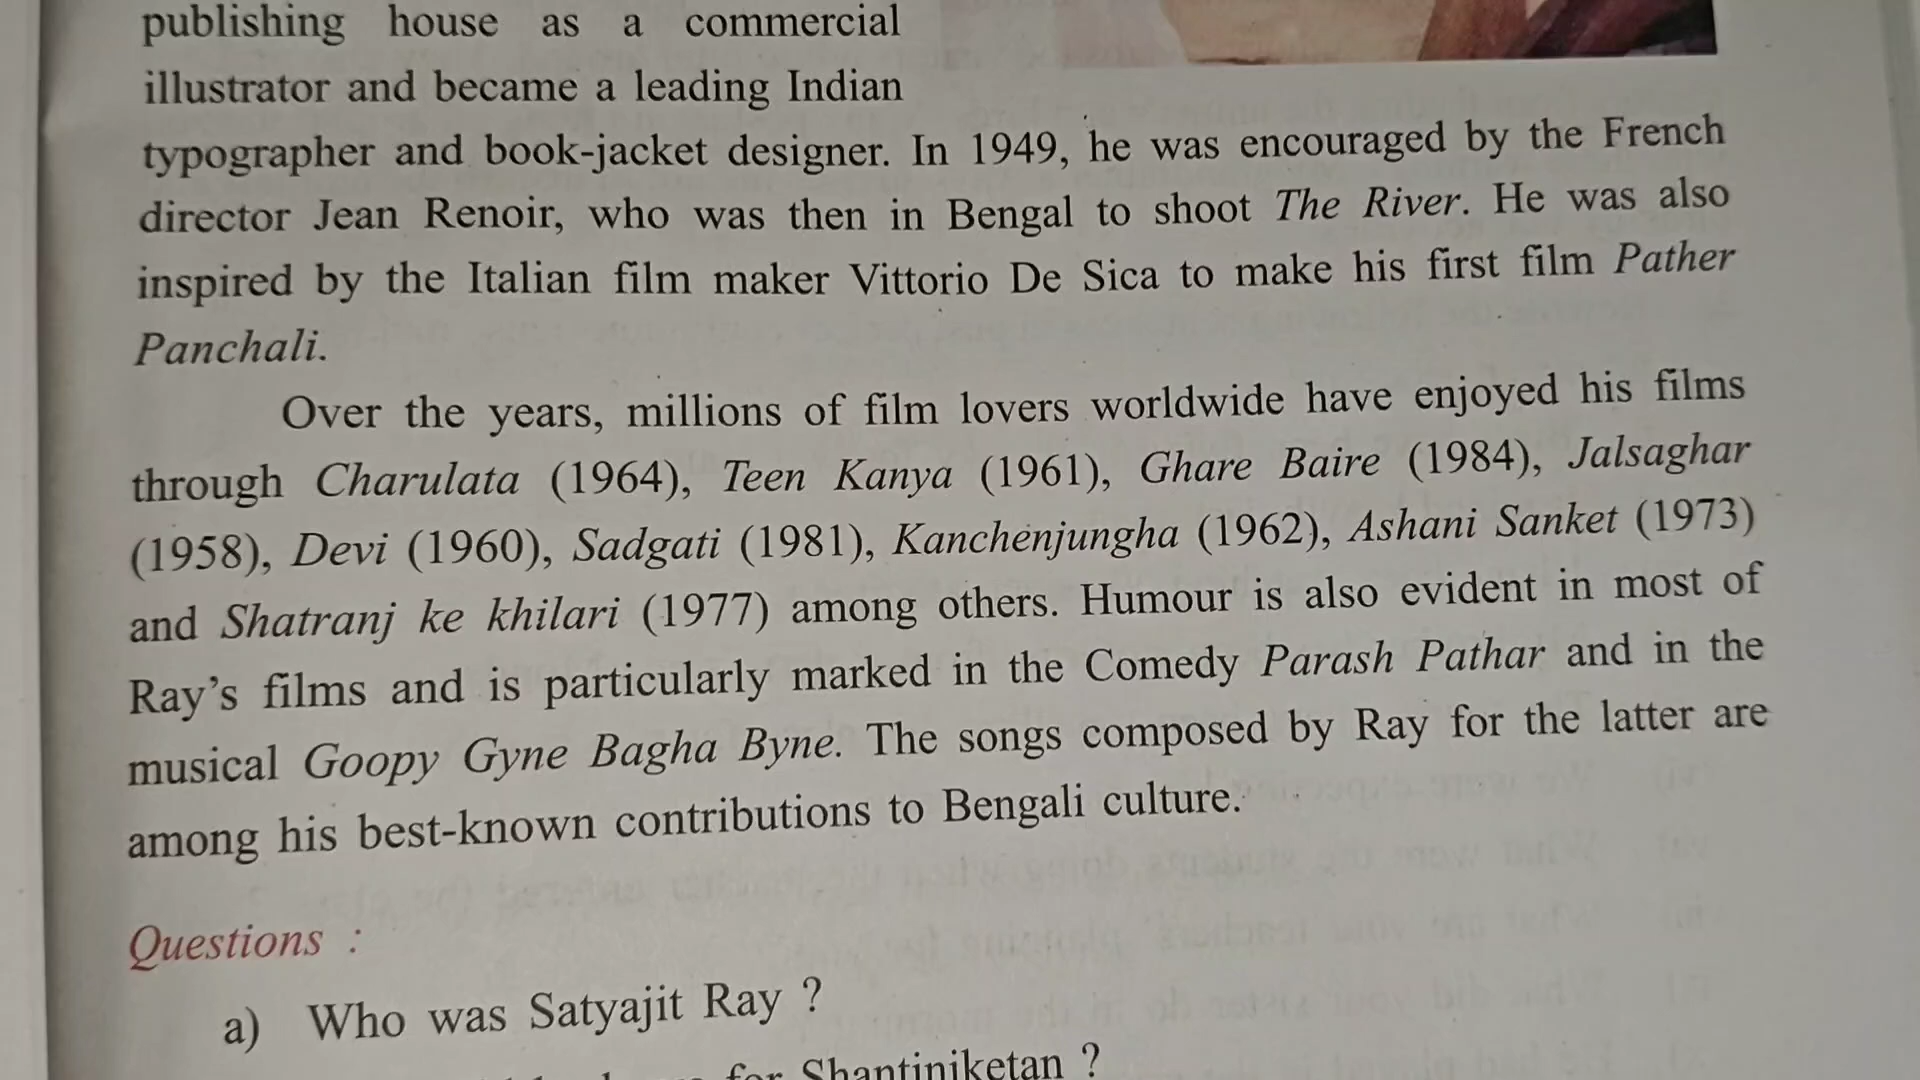 publishing house as a commercial
illustrator and became a leading Indian
typographer and book-jacket designer. In 1949, he was encouraged by the French
director Jean Renoir, who was then in Bengal to shoot The River. He was also
inspired by the Italian film maker Vittorio De Sica to make his first film Pather
Panchali.
Over the years, millions of film lovers worldwide have enjoyed his films
through Charulata (1964), Teen Kanya (1961), Ghare Baire (1984), Jalsaghar
(1958), Devi (1960), Sadgati (1981), Kanchenjungha (1962), Ashani Sanket (1973)
and Shatranj ke khilari (1977) among others. Humour is also evident in most of
Ray's films and is particularly marked in the Comedy Parash Pathar and in the
musical Goopy Gyne Bagha Byne. The songs composed by Ray for the latter are
among his best-known contributions to Bengali culture.
Questions :
a) Who was Satyajit Ray ?
for Shantiniketan ?